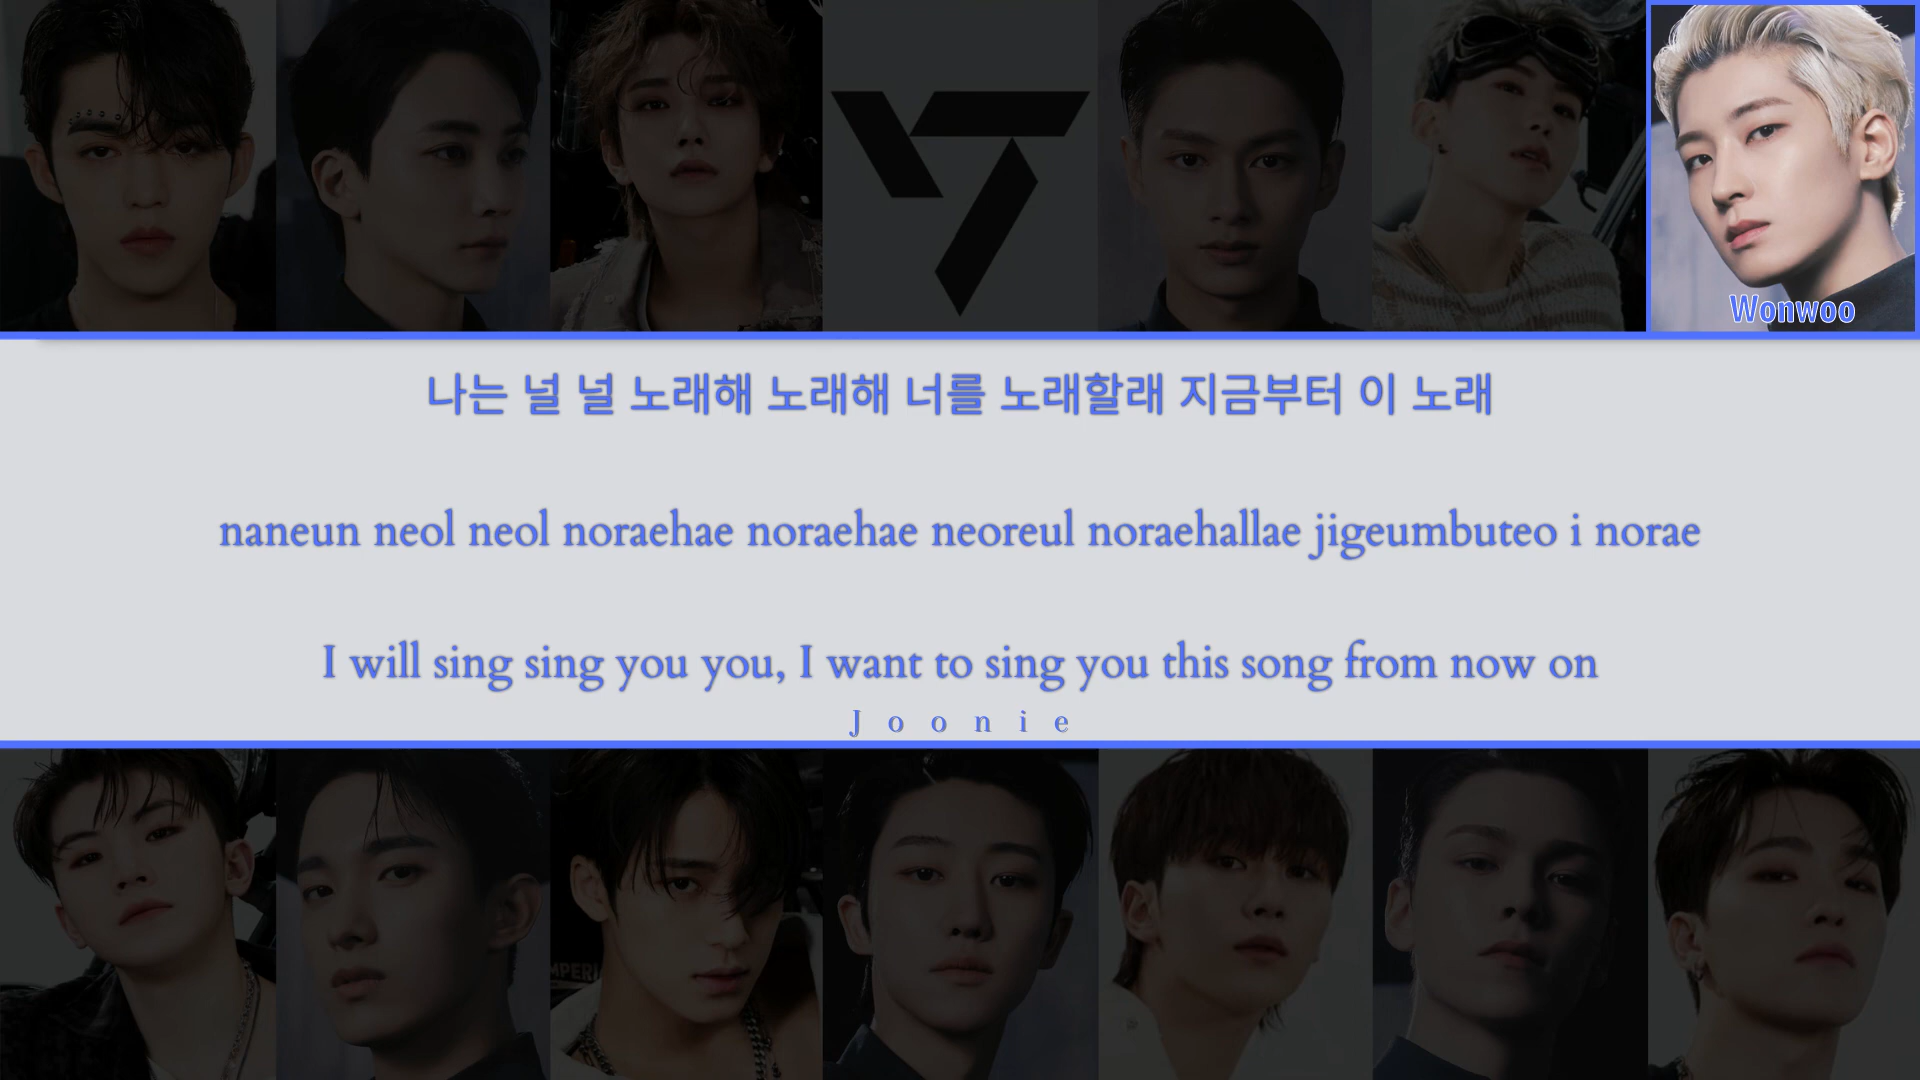 Wonwoo
나는 널 널 노래해 노래해 너를 노래할래 지금부터 이 노래
naneun neol neol noraehae noraehae neoreul noraehallae jigeumbuteo i norae
I will sing sing you you, I want to sing you this song from now on
Joonie
MPERI